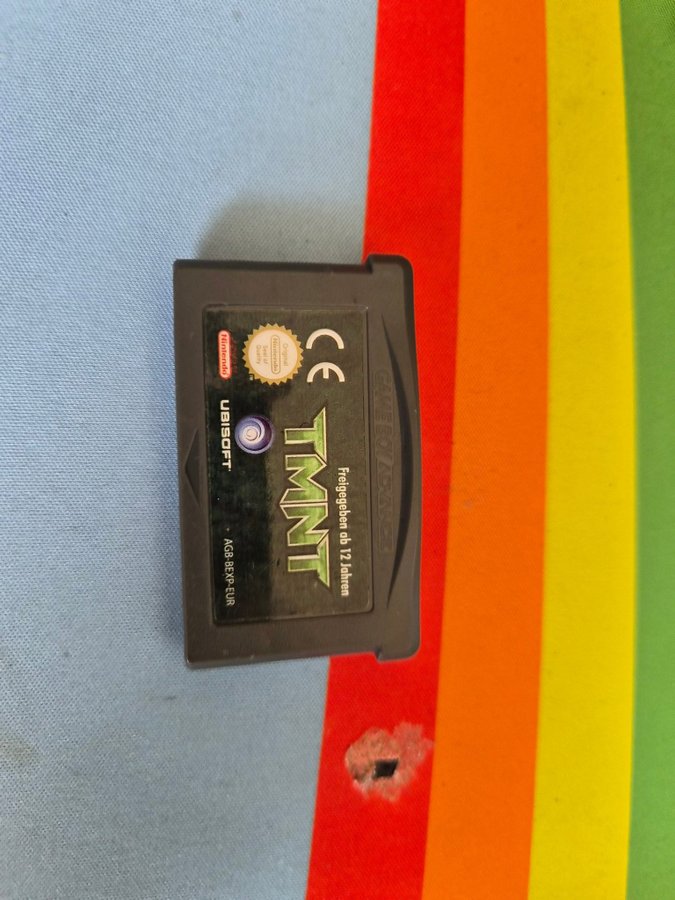 GAME BOY ADVANCE
Freigegeben ab 12 Jahren
CE
TMNT
Original
Nintendo
Seal of
Quality
Nintendo
TM
UBISOFT
AGB-BEXP-EUR